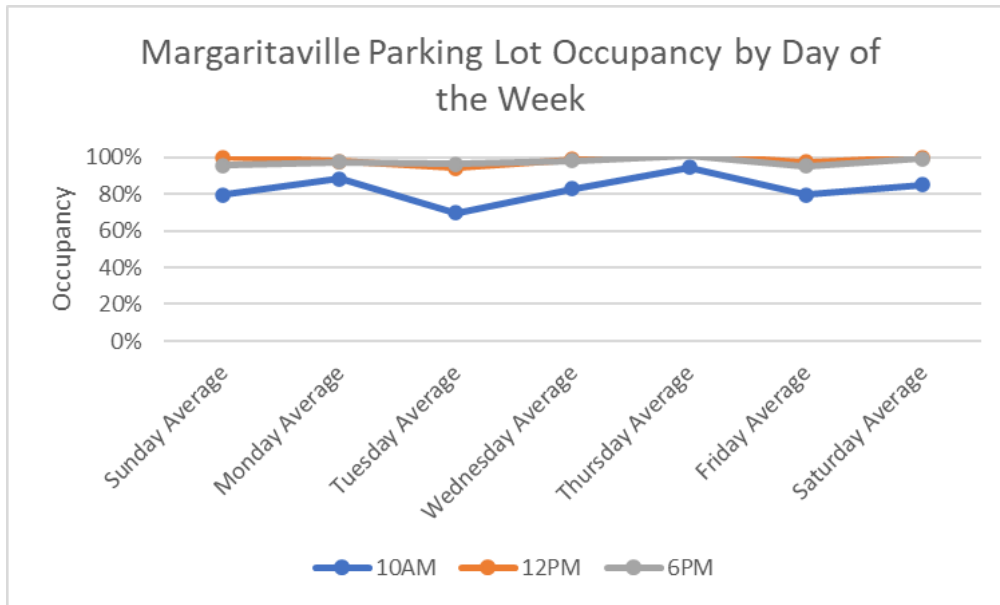 Margaritaville Parking Lot Occupancy by Day of
the Week
Occupancy
100%
80%
60%
40%
20%
0%
Sunday Average
Monday Average
Tuesday Average
Wednesday Average
Thursday Average
Friday Average
Saturday Average
10AM 12PM 6PM